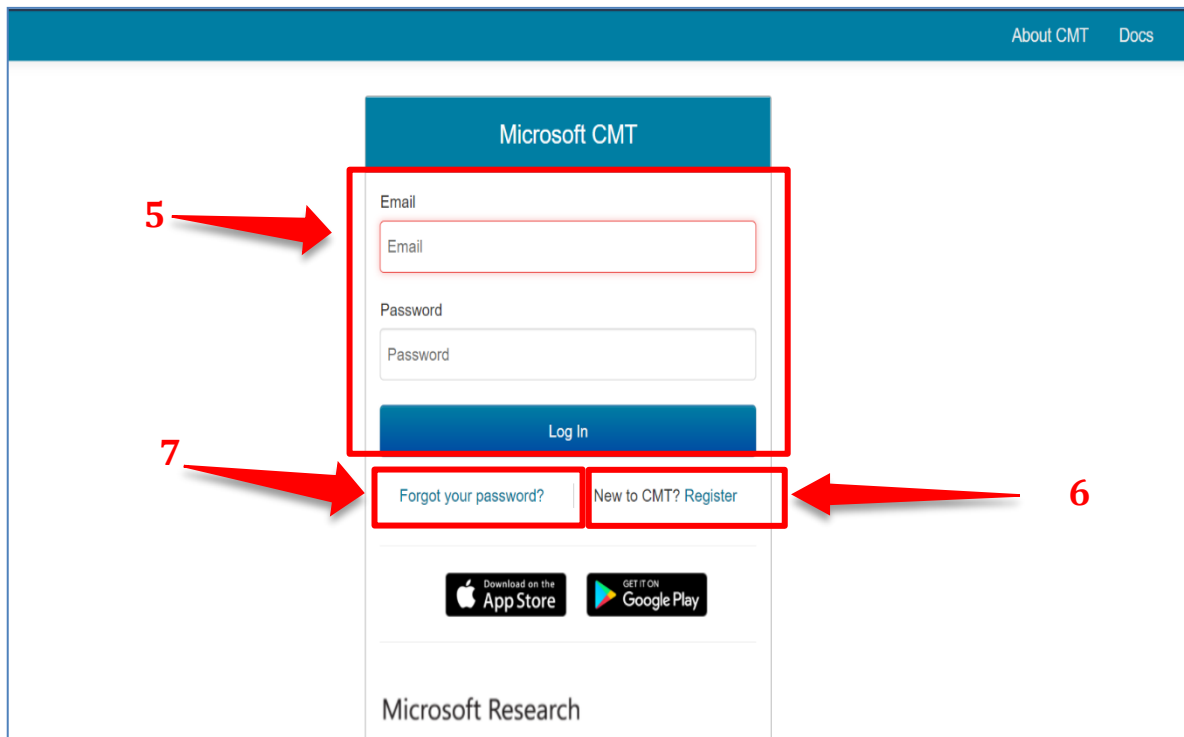 About CMT Docs
Microsoft CMT
Email
5
Email
Password
Password
Log In
7
Forgot your password? New to CMT? Register
6
Download on the
App Store
GET IT ON
Google Play
Microsoft Research